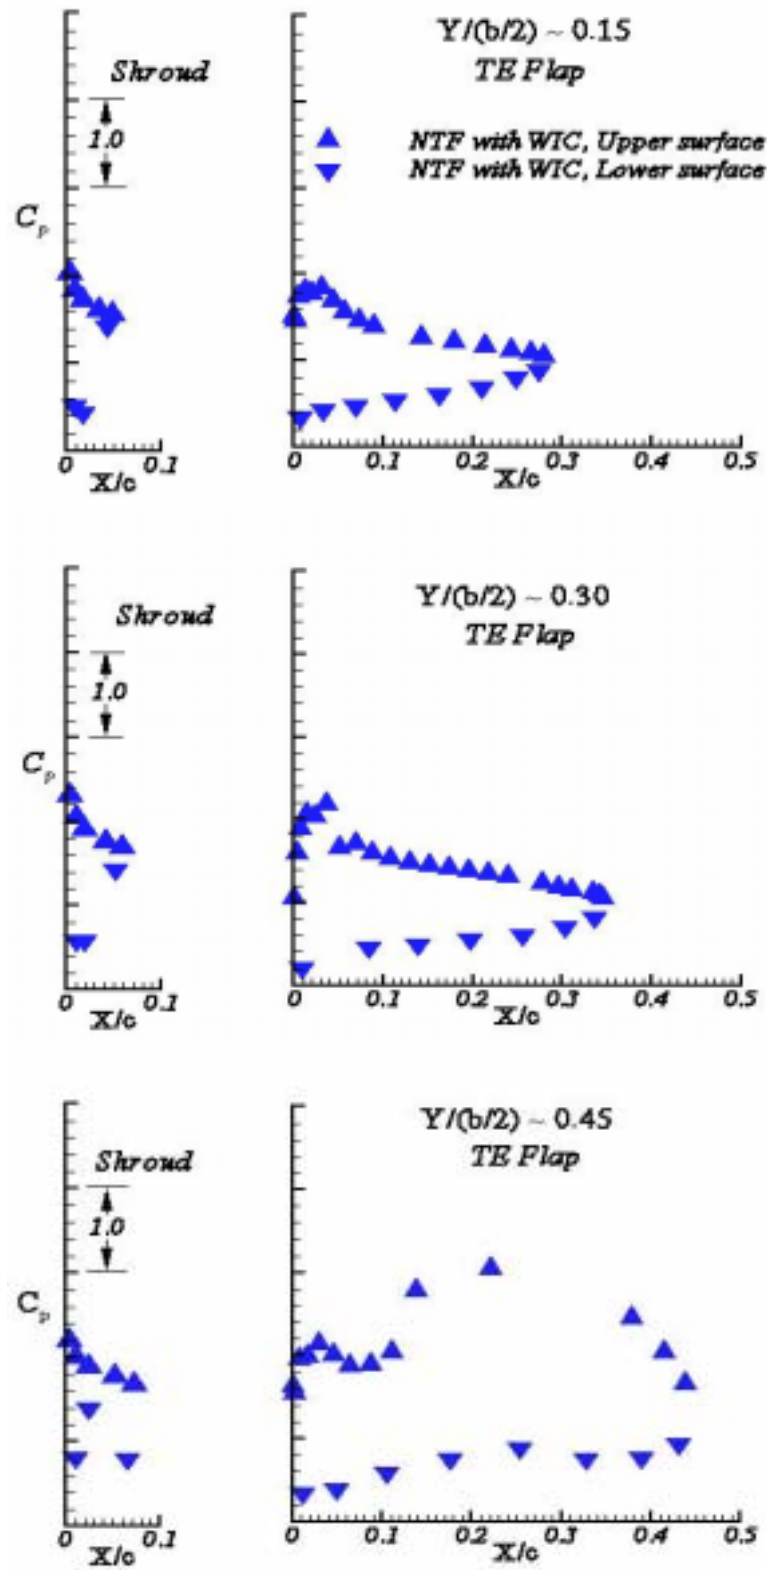 Y/(b/2) ~ 0.15
Shroud
TE Flap
1.0
NTF with WIC, Upper surface
NTF with WIC, Lower surface
Cp
0 0.1
X/c
0 0.1 0.2 0.3 0.4 0.5
X/c
Y/(b/2) ~ 0.30
Shroud
TE Flap
1.0
Cp
0 0.1
X/c
0 0.1 0.2 0.3 0.4 0.5
X/c
Y/(b/2) ~ 0.45
Shroud
TE Flap
1.0
Cp
0 0.1
X/c
0 0.1 0.2 0.3 0.4 0.5
X/c